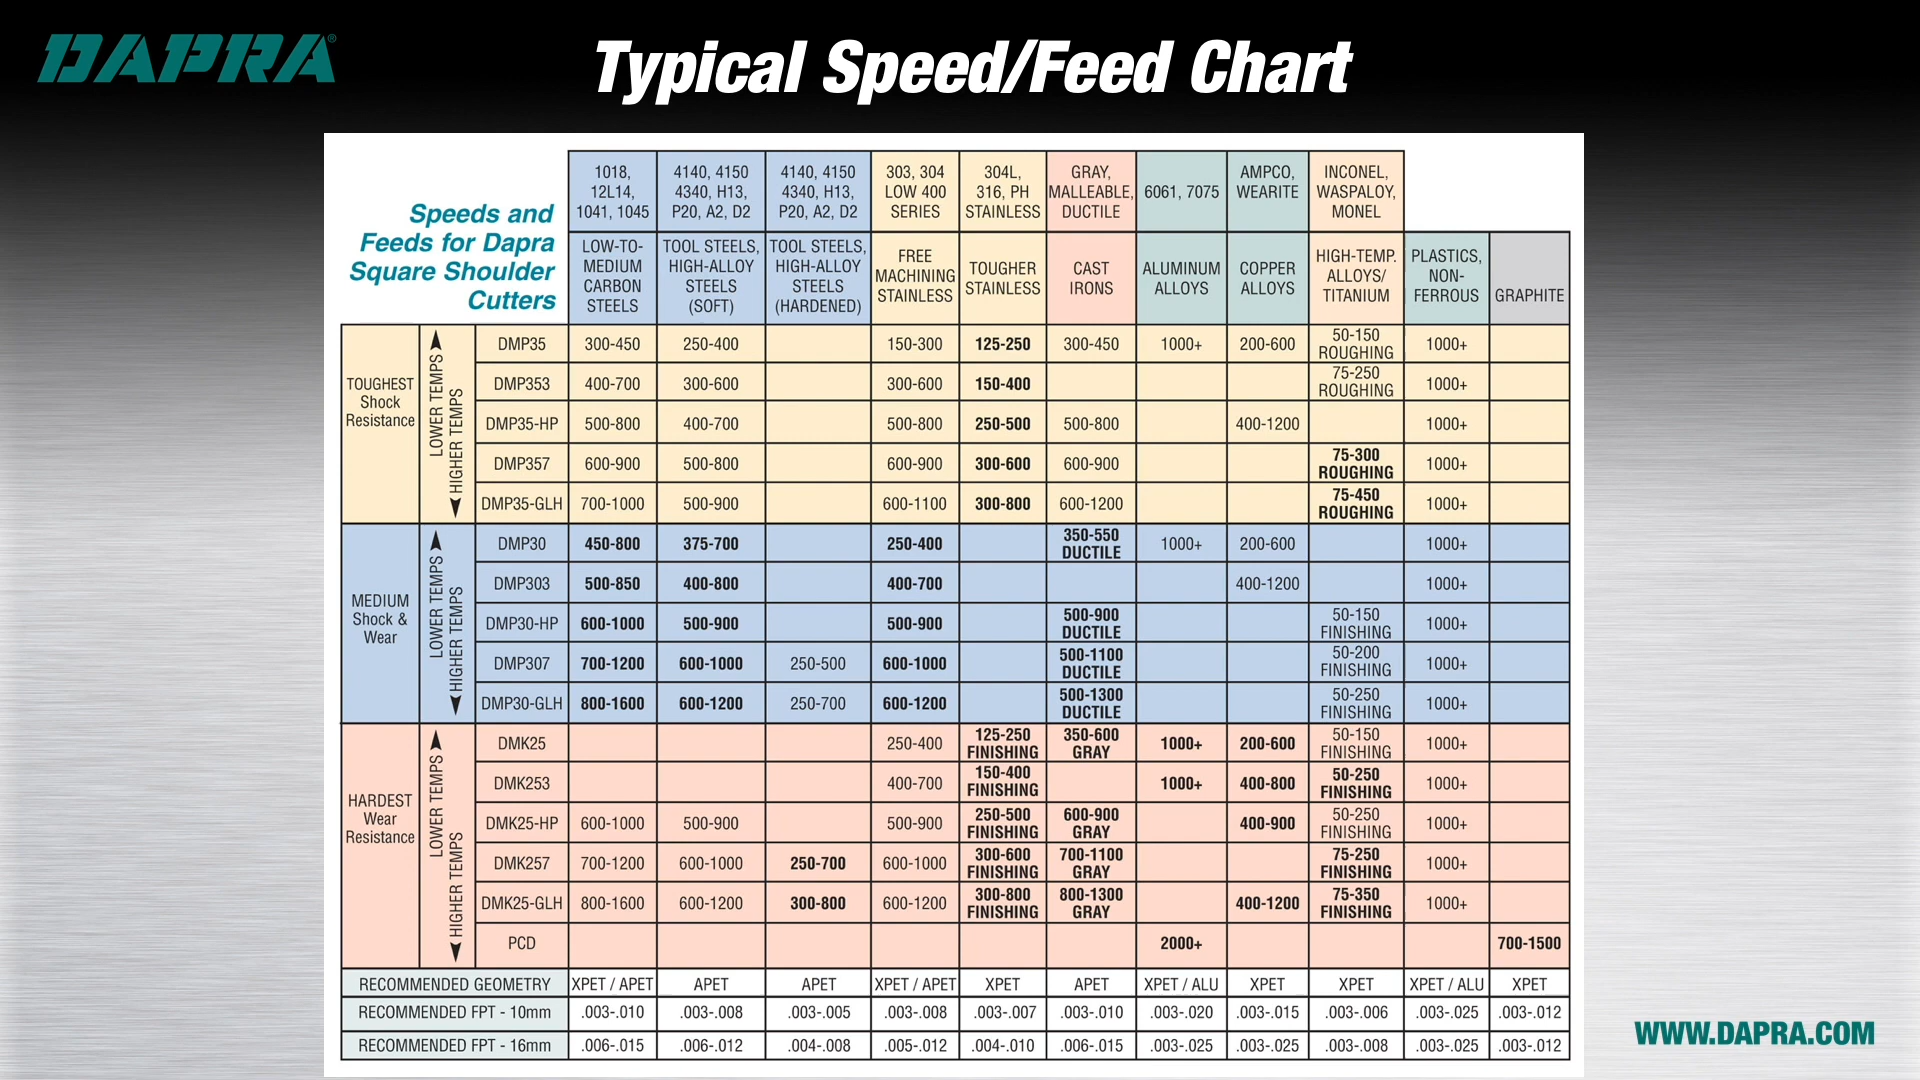 DAPRA®
Typical Speed/Feed Chart
Speeds and
Feeds for Dapra
Square Shoulder
Cutters
1018,
12L14,
1041, 1045
4140, 4150
4340, H13,
P20, A2, D2
4140, 4150
4340, H13,
P20, A2, D2
303, 304
LOW 400
SERIES
304L,
316, PH
STAINLESS
GRAY,
MALLEABLE,
DUCTILE
6061, 7075
AMPCO,
WEARITE
INCONEL,
WASPALOY,
MONEL
LOW-TO-
MEDIUM
CARBON
STEELS
TOOL STEELS,
HIGH-ALLOY
STEELS
(SOFT)
TOOL STEELS,
HIGH-ALLOY
STEELS
(HARDENED)
FREE
MACHINING
STAINLESS
TOUGHER
STAINLESS
CAST
IRONS
ALUMINUM
ALLOYS
COPPER
ALLOYS
HIGH-TEMP.
ALLOYS/
TITANIUM
PLASTICS,
NON-
FERROUS
GRAPHITE
TOUGHEST
Shock
Resistance
LOWER TEMPS
HIGHER TEMPS
DMP35 300-450 250-400 150-300 125-250 300-450 1000+ 200-600 50-150 ROUGHING 1000+
DMP353 400-700 300-600 300-600 150-400 75-250 ROUGHING 1000+
DMP35-HP 500-800 400-700 500-800 250-500 500-800 400-1200 1000+
DMP357 600-900 500-800 600-900 300-600 600-900 75-300 ROUGHING 1000+
DMP35-GLH 700-1000 500-900 600-1100 300-800 600-1200 75-450 ROUGHING 1000+
MEDIUM
Shock &
Wear
LOWER TEMPS
HIGHER TEMPS
DMP30 450-800 375-700 250-400 350-550 DUCTILE 1000+ 200-600 1000+
DMP303 500-850 400-800 400-700 400-1200 1000+
DMP30-HP 600-1000 500-900 500-900 500-900 DUCTILE 50-150 FINISHING 1000+
DMP307 700-1200 600-1000 250-500 600-1000 500-1100 DUCTILE 50-200 FINISHING 1000+
DMP30-GLH 800-1600 600-1200 250-700 600-1200 500-1300 DUCTILE 50-250 FINISHING 1000+
HARDEST
Wear
Resistance
LOWER TEMPS
HIGHER TEMPS
DMK25 250-400 125-250 FINISHING 350-600 GRAY 1000+ 200-600 50-150 FINISHING 1000+
DMK253 400-700 150-400 FINISHING 1000+ 400-800 50-250 FINISHING 1000+
DMK25-HP 600-1000 500-900 500-900 250-500 FINISHING 600-900 GRAY 400-900 50-250 FINISHING 1000+
DMK257 700-1200 600-1000 250-700 600-1000 300-600 FINISHING 700-1100 GRAY 75-250 FINISHING 1000+
DMK25-GLH 800-1600 600-1200 300-800 600-1200 300-800 FINISHING 800-1300 GRAY 400-1200 75-350 FINISHING 1000+
PCD 2000+ 700-1500
RECOMMENDED GEOMETRY XPET / APET APET APET XPET / APET XPET APET XPET / ALU XPET XPET XPET / ALU XPET
RECOMMENDED FPT - 10mm .003-.010 .003-.008 .003-.005 .003-.008 .003-.007 .003-.010 .003-.020 .003-.015 .003-.006 .003-.025 .003-.012
RECOMMENDED FPT - 16mm .006-.015 .006-.012 .004-.008 .005-.012 .004-.010 .006-.015 .003-.025 .003-.025 .003-.008 .003-.025 .003-.012
WWW.DAPRA.COM